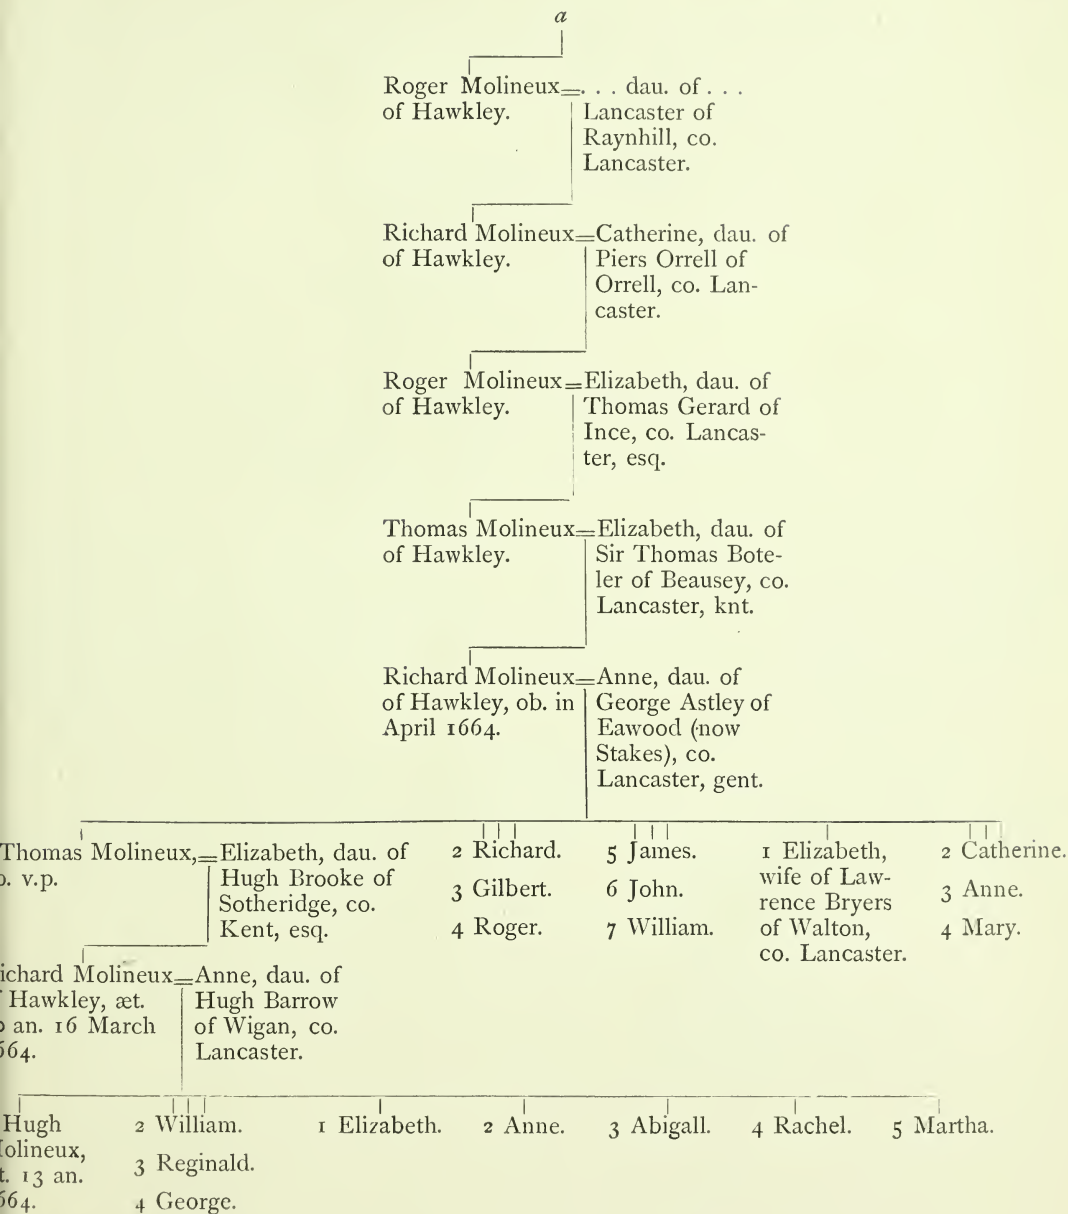 a
Roger Molineux=. . . dau. of . . .
of Hawkley.
Lancaster of
Raynhill, co.
Lancaster.
Richard Molineux=Catherine, dau. of
of Hawkley.
Piers Orrell of
Orrell, co. Lan-
caster.
Roger Molineux=Elizabeth, dau. of
of Hawkley.
Thomas Gerard of
Ince, co. Lancas-
ter, esq.
Thomas Molineux=Elizabeth, dau. of
of Hawkley.
Sir Thomas Bote-
ler of Beausey, co.
Lancaster, knt.
Richard Molineux=Anne, dau. of
of Hawkley, ob. in
April 1664.
George Astley of
Eawood (now
Stakes), co.
Lancaster, gent.
Thomas Molineux,=Elizabeth, dau. of
v.p.
Hugh Brooke of
Sotheridge, co.
Kent, esq.
2 Richard.
3 Gilbert.
4 Roger.
5 James.
6 John.
7 William.
1 Elizabeth,
wife of Law-
rence Bryers
of Walton,
co. Lancaster.
2 Catherine.
3 Anne.
4 Mary.
ichard Molineux=Anne, dau. of
Hawkley, æt.
an. 16 March
64.
Hugh Barrow
of Wigan, co.
Lancaster.
Hugh
olineux,
t. 13 an.
64.
2 William.
3 Reginald.
4 George.
1 Elizabeth.
2 Anne.
3 Abigall.
4 Rachel.
5 Martha.